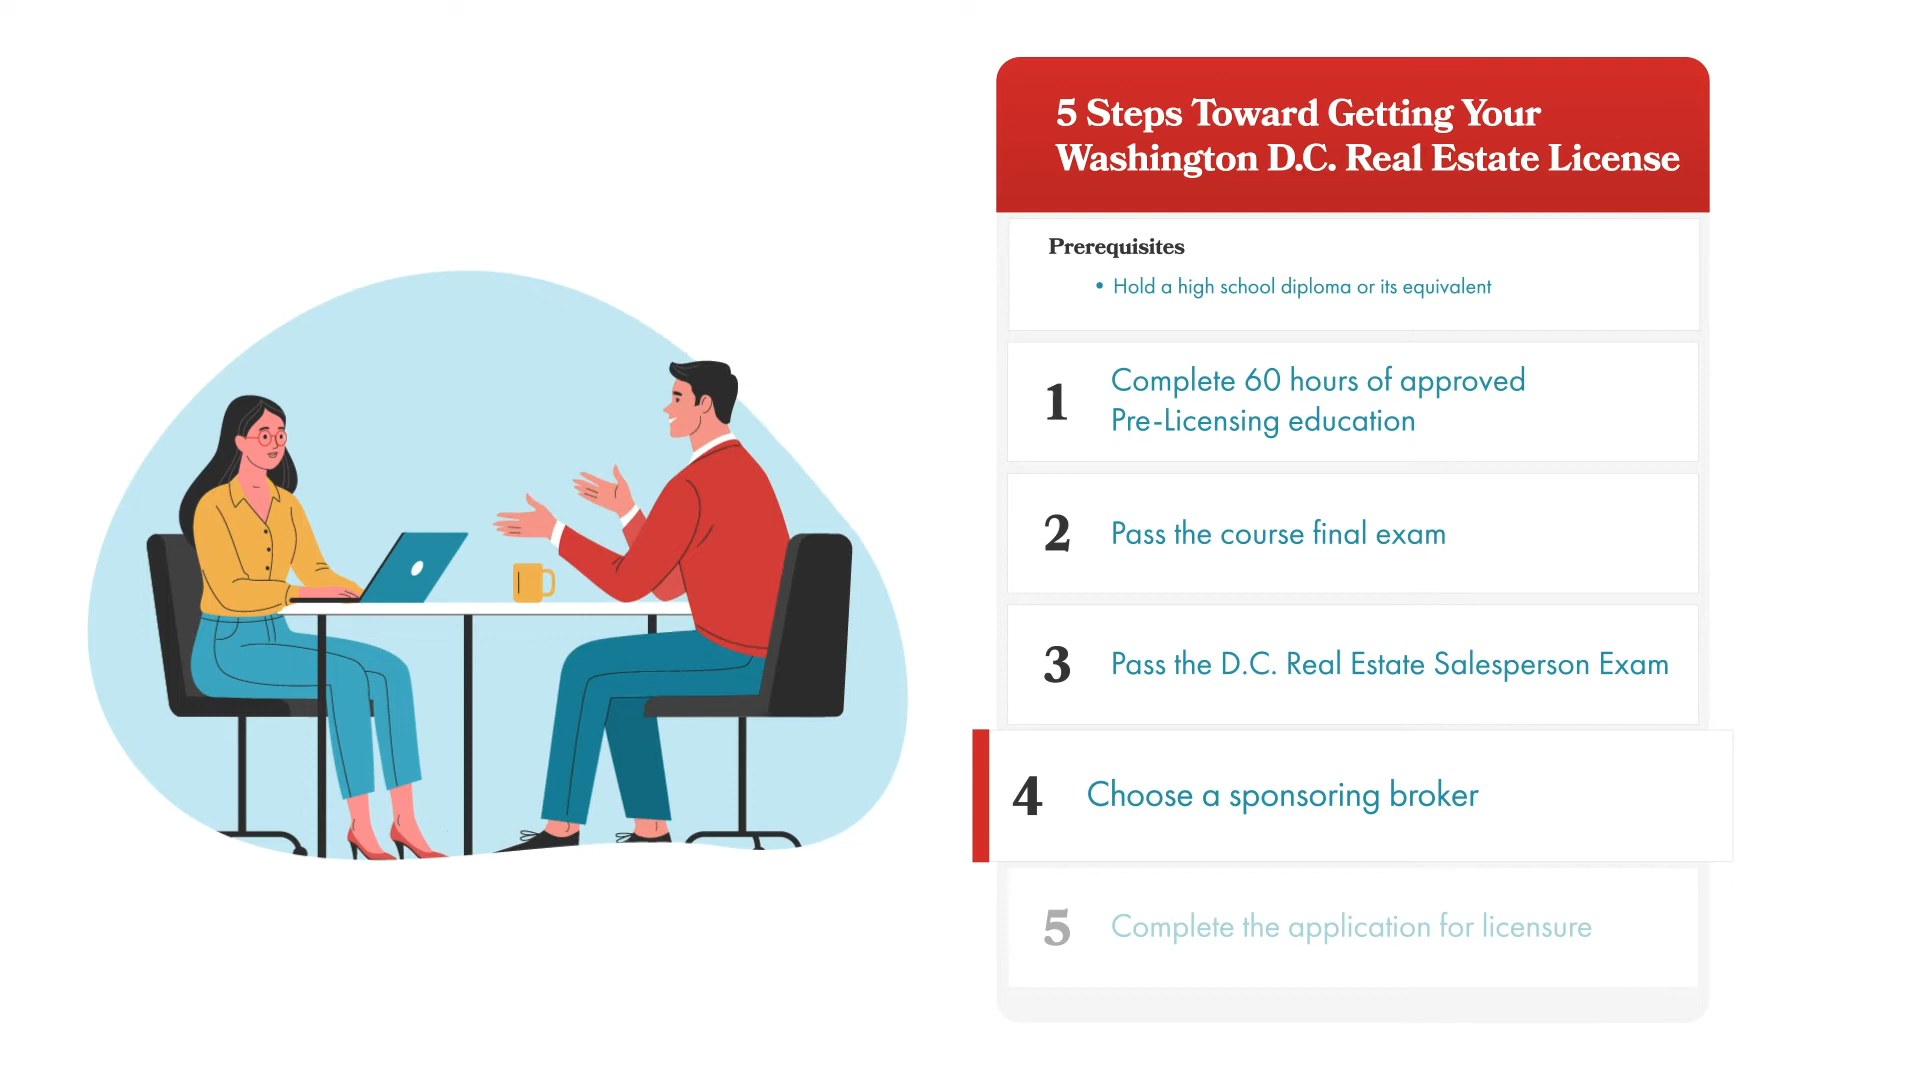 5 Steps Toward Getting Your
Washington D.C. Real Estate License
Prerequisites
• Hold a high school diploma or its equivalent
1
Complete 60 hours of approved
Pre-Licensing education
2
Pass the course final exam
3
Pass the D.C. Real Estate Salesperson Exam
4
Choose a sponsoring broker
5
Complete the application for licensure